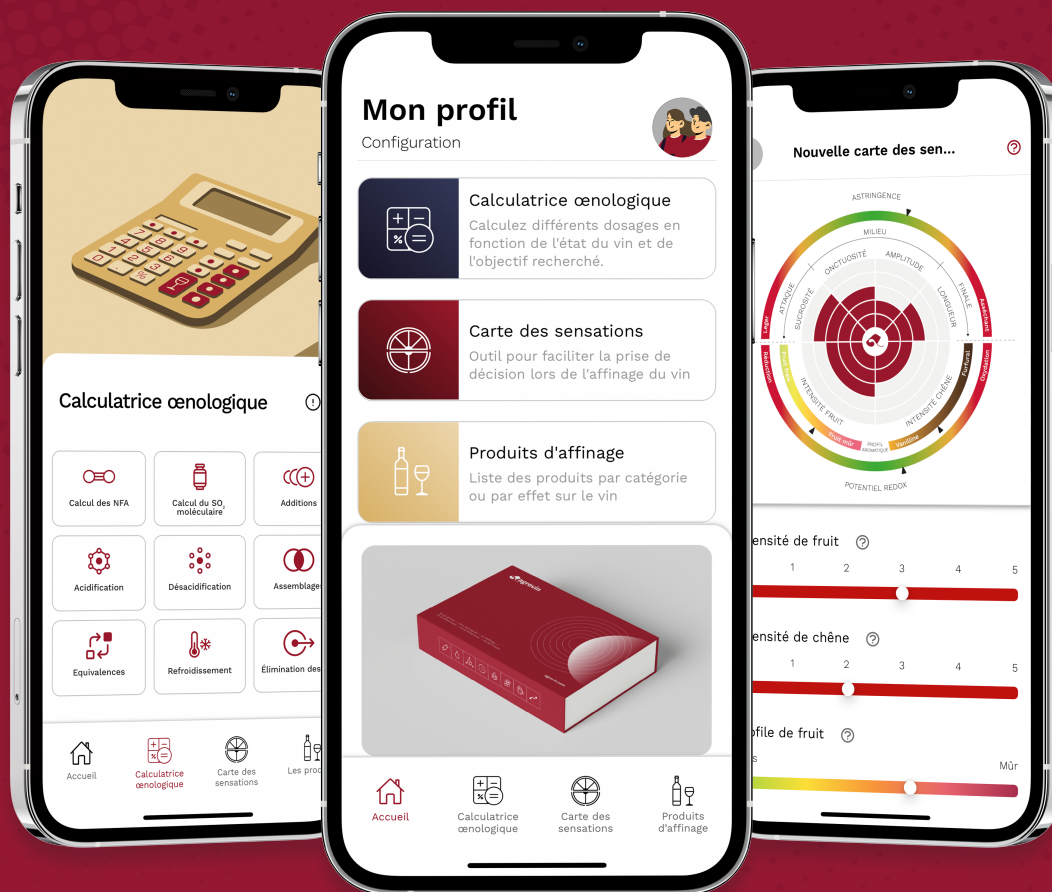 Calculatrice œnologique
Calcul des NFA
Calcul du SO₂
moléculaire
Additions
Acidification
Désacidification
Assemblages
Equivalences
Refroidissement
Élimination des
Accueil
Calculatrice
œnologique
Carte des
sensations
Les prod
Mon profil
Configuration
Calculatrice œnologique
Calculez différents dosages en
fonction de l'état du vin et de
l'objectif recherché.
Carte des sensations
Outil pour faciliter la prise de
décision lors de l'affinage du vin
Produits d'affinage
Liste des produits par catégorie
ou par effet sur le vin
agrovin
Accueil
Calculatrice
œnologique
Carte des
sensations
Produits
d'affinage
Nouvelle carte des sen...
ASTRINGENCE
MILIEU
ONCTUOSITÉ
AMPLITUDE
ATTAQUE
FINALE
SUCROSITÉ
LONGUEUR
Léger
Asséchant
Réduction
Furfural
Oxydation
INTENSITÉ FRUIT
INTENSITÉ CHÊNE
Fruit mûr
PROFIL
AROMATIQUE
Vanilline
POTENTIEL REDOX
ensité de fruit
1 2 3 4 5
ensité de chêne
1 2 3 4 5
ofile de fruit
s
Mûr